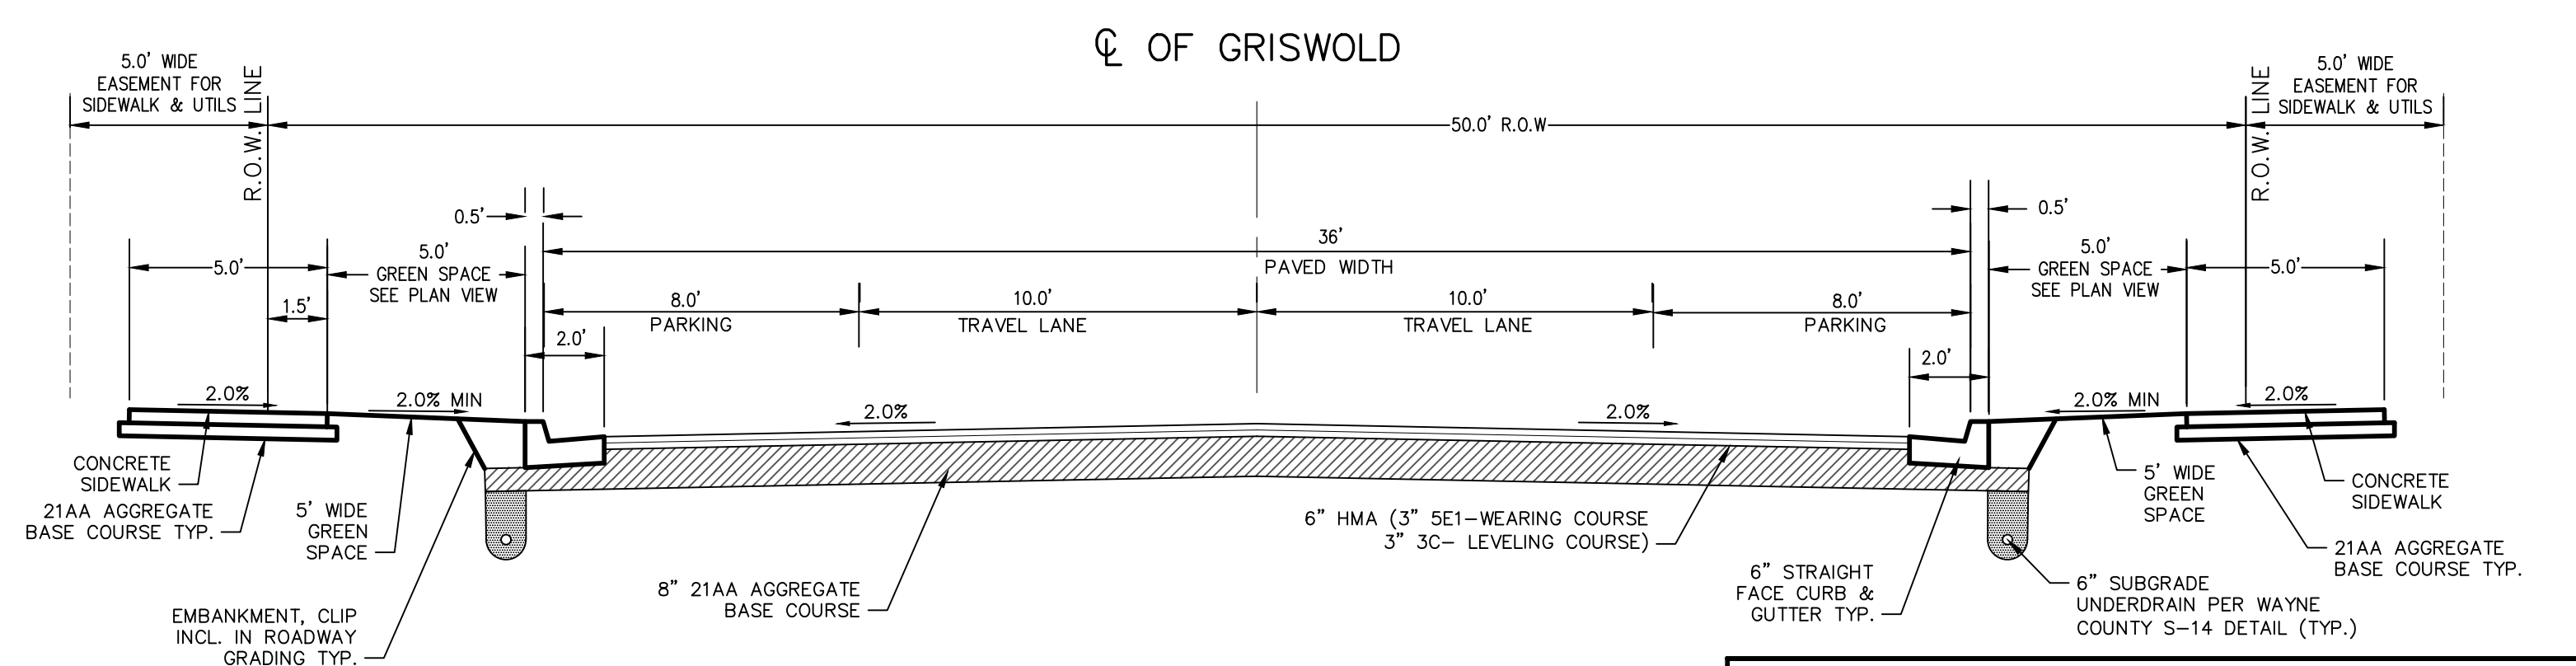 ℄ OF GRISWOLD
5.0' WIDE
EASEMENT FOR
SIDEWALK & UTILS
R.O.W. LINE
50.0' R.O.W
R.O.W. LINE
5.0' WIDE
EASEMENT FOR
SIDEWALK & UTILS
0.5'
0.5'
36'
PAVED WIDTH
5.0'
5.0'
GREEN SPACE
SEE PLAN VIEW
5.0'
GREEN SPACE
SEE PLAN VIEW
5.0'
1.5'
8.0'
PARKING
10.0'
TRAVEL LANE
10.0'
TRAVEL LANE
8.0'
PARKING
2.0'
2.0'
2.0%
2.0% MIN
2.0%
2.0%
2.0% MIN
2.0%
CONCRETE
SIDEWALK
21AA AGGREGATE
BASE COURSE TYP.
5' WIDE
GREEN
SPACE
EMBANKMENT, CLIP
INCL. IN ROADWAY
GRADING TYP.
8" 21AA AGGREGATE
BASE COURSE
6" HMA (3" 5E1-WEARING COURSE
3" 3C- LEVELING COURSE)
6" STRAIGHT
FACE CURB &
GUTTER TYP.
5' WIDE
GREEN
SPACE
CONCRETE
SIDEWALK
21AA AGGREGATE
BASE COURSE TYP.
6" SUBGRADE
UNDERDRAIN PER WAYNE
COUNTY S-14 DETAIL (TYP.)